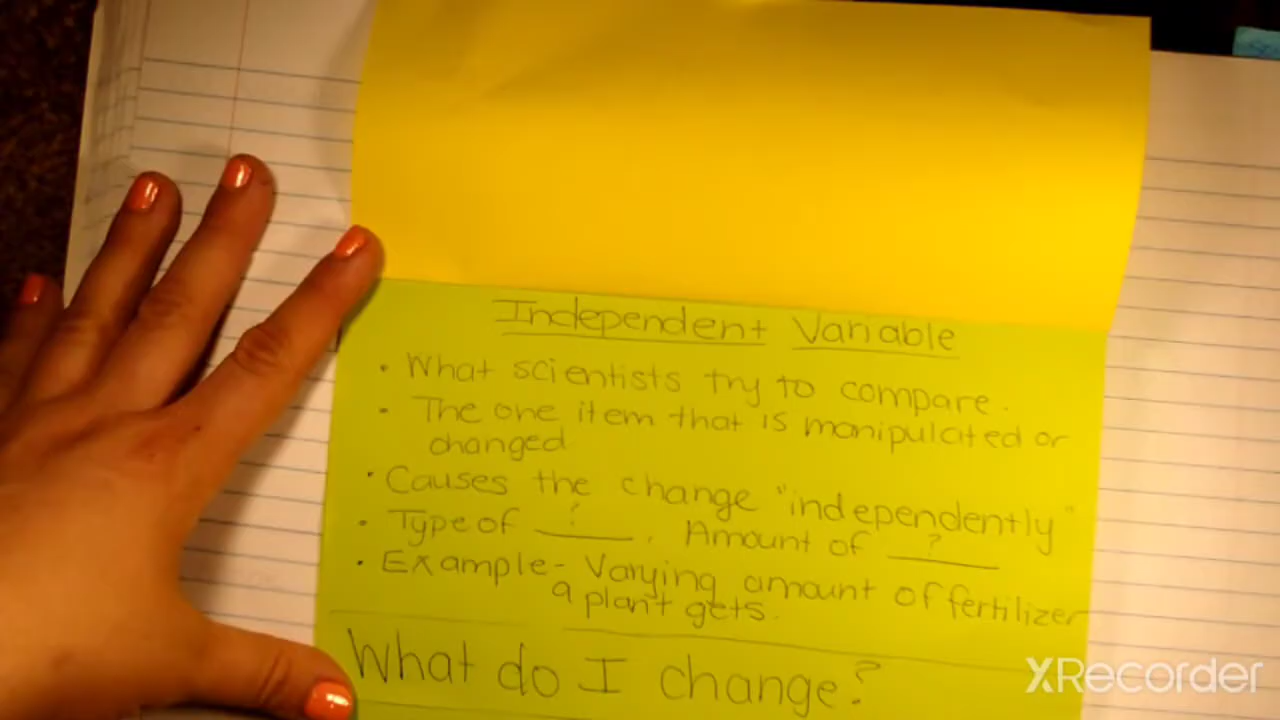 Independent Variable
• What scientists try to compare.
• The one item that is manipulated or
changed
• Causes the change "independently"
• Type of ___?___. Amount of ___?___
• Example - Varying amount of fertilizer
a plant gets.
What do I change?
XRecorder